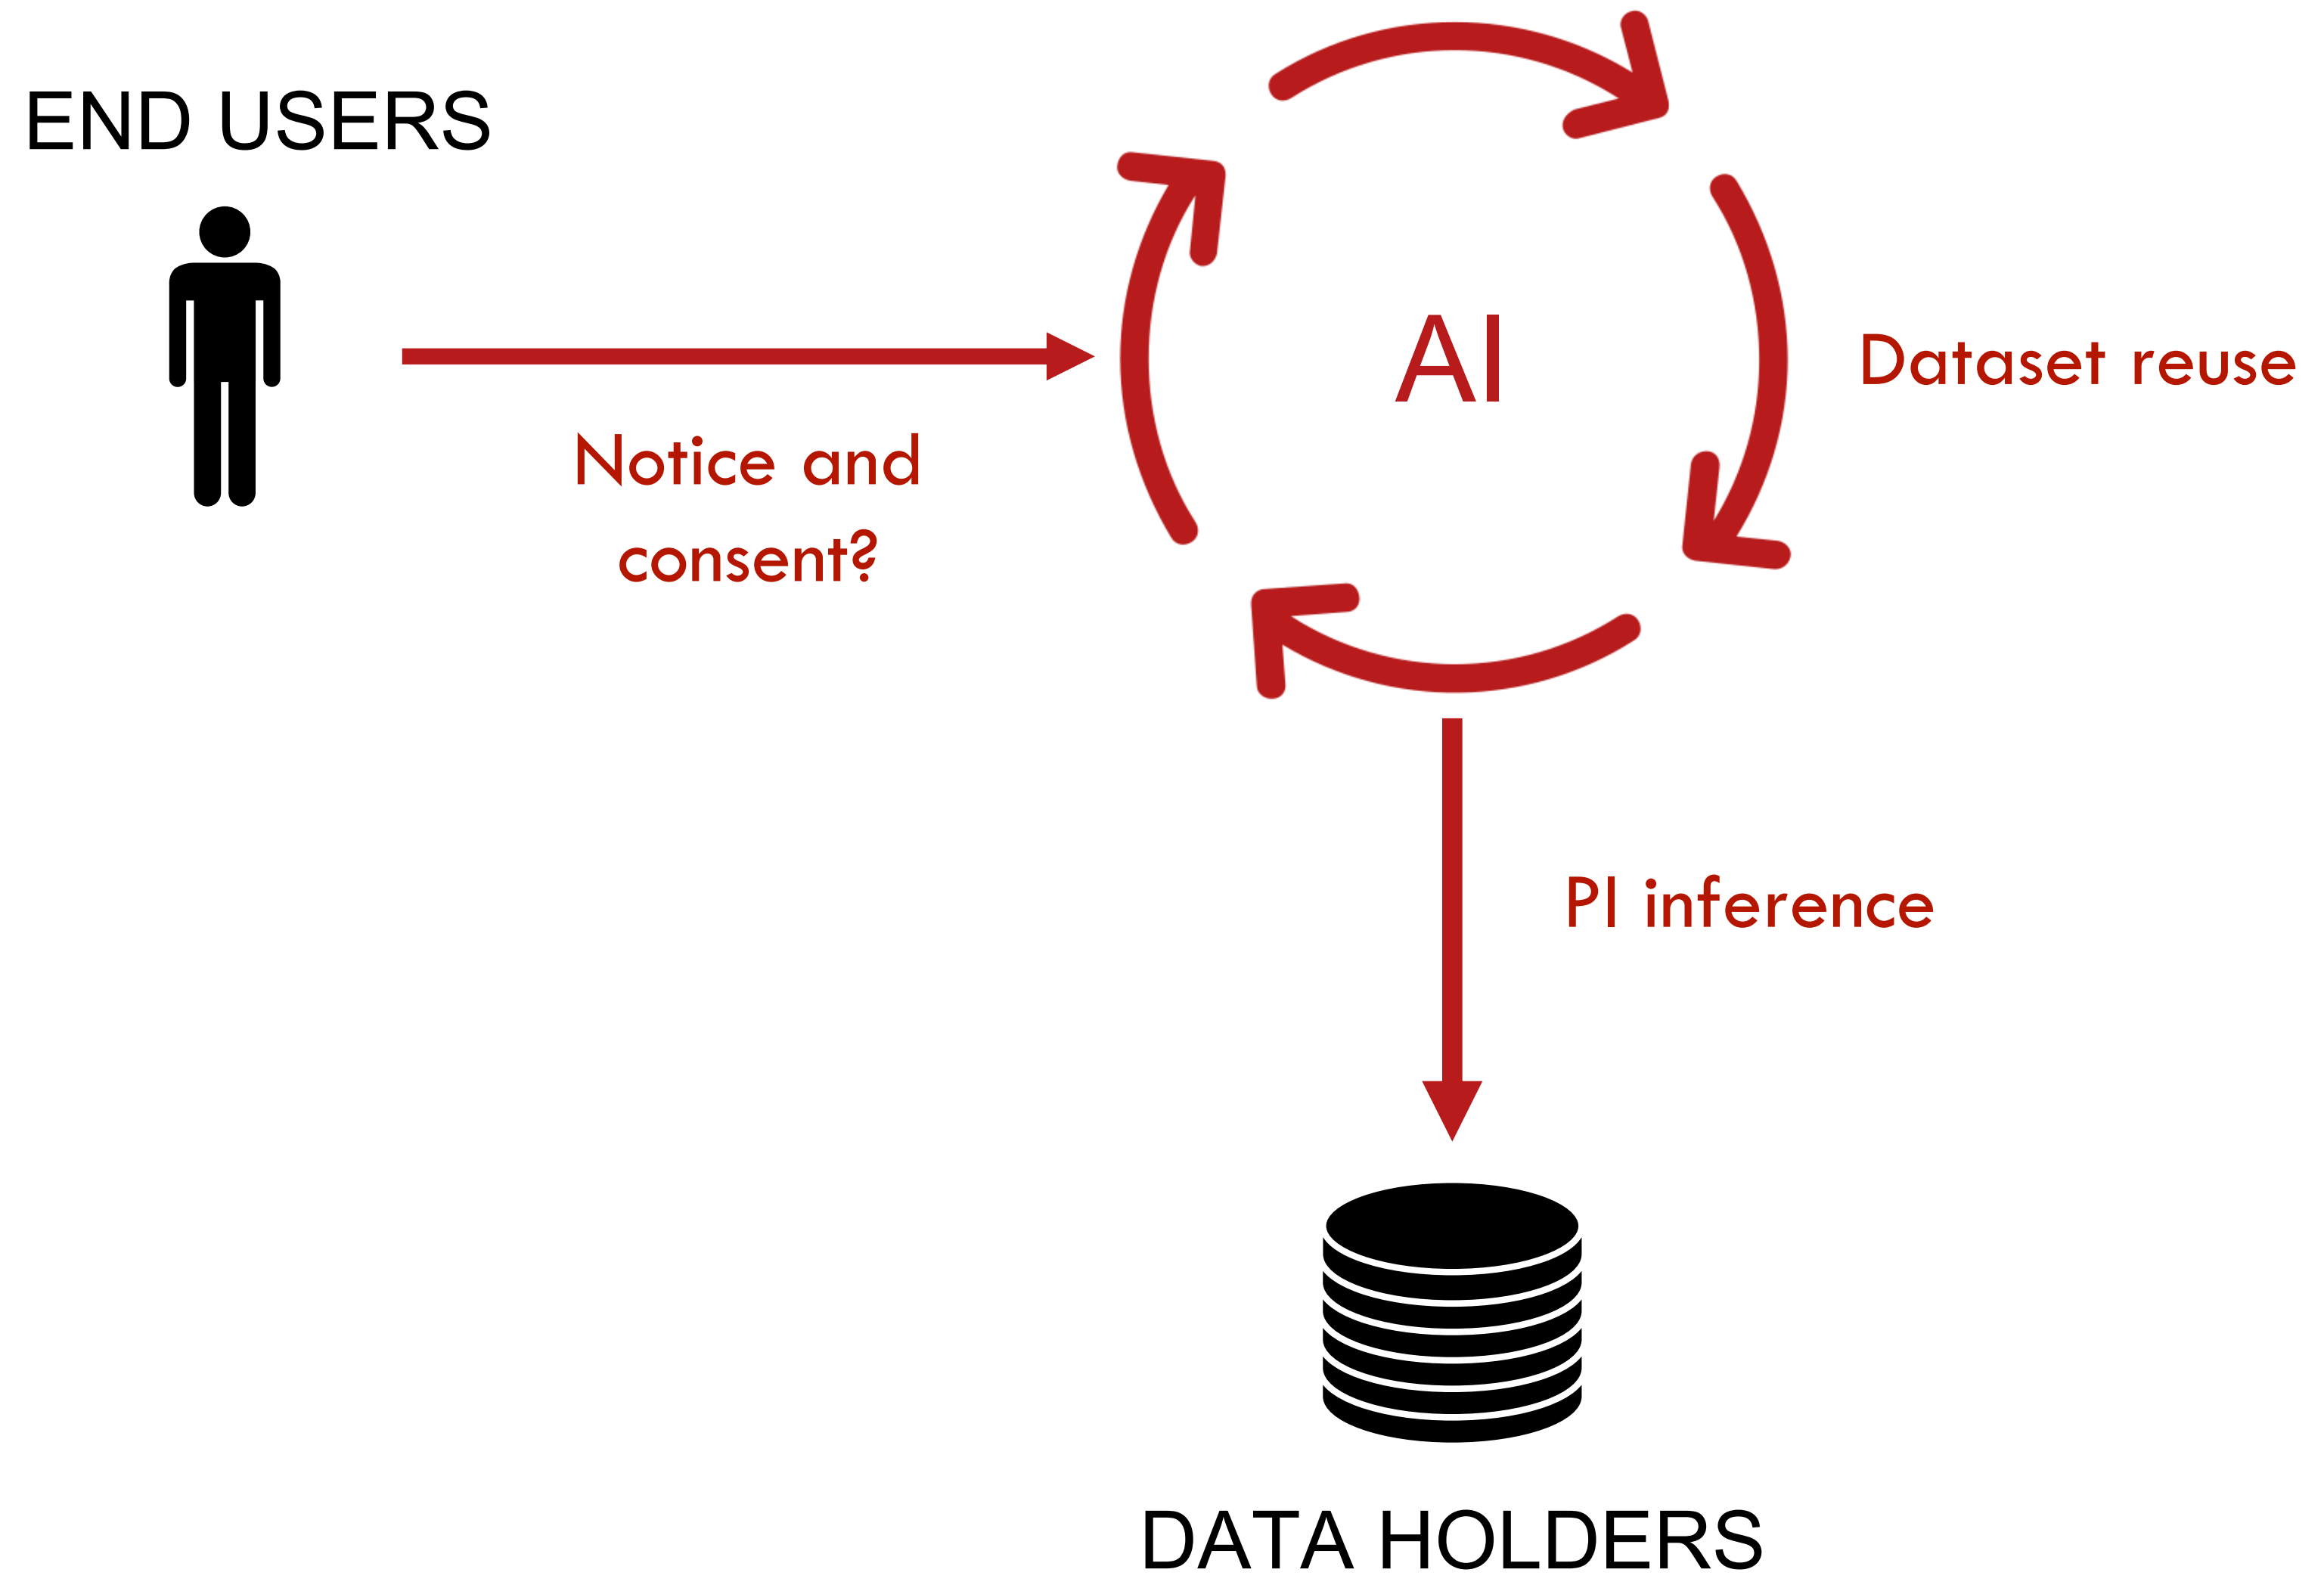 END USERS
AI
Dataset reuse
Notice and
consent?
PI inference
DATA HOLDERS